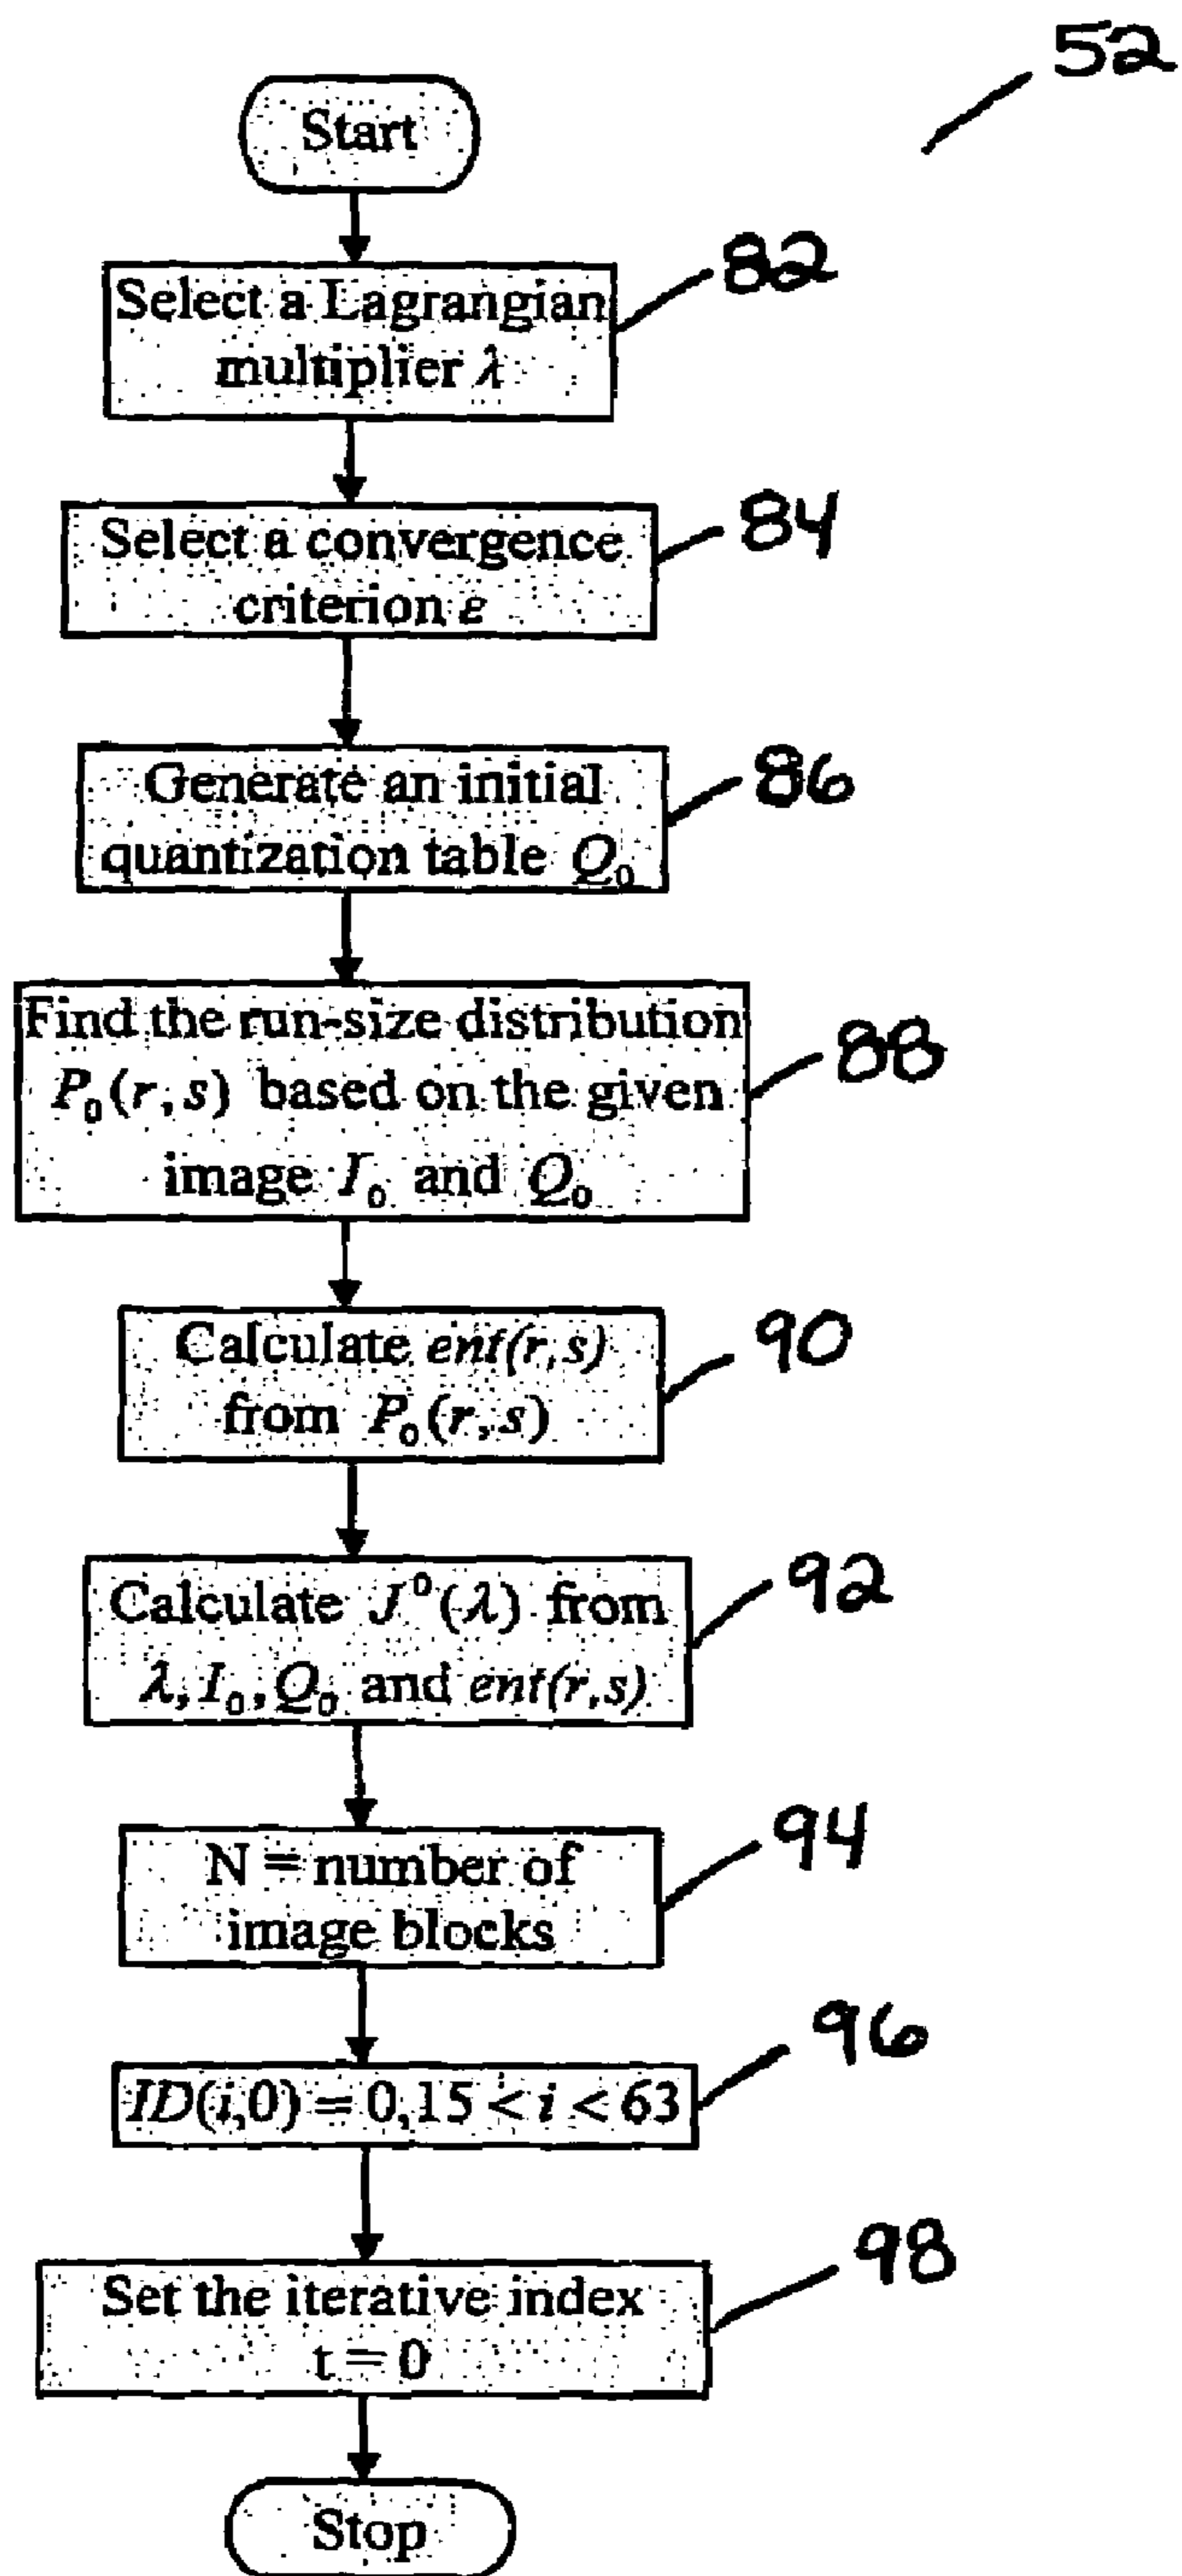 52
Start
Select a Lagrangian
multiplier λ
82
Select a convergence
criterion ε
84
Generate an initial
quantization table Q₀
86
Find the run-size distribution
P₀(r,s) based on the given
image I₀ and Q₀
88
Calculate ent(r,s)
from P₀(r,s)
90
Calculate J⁰(λ) from
λ, I₀, Q₀ and ent(r,s)
92
N = number of
image blocks
94
ID(i,0) = 0,15 < i < 63
96
Set the iterative index
t = 0
98
Stop